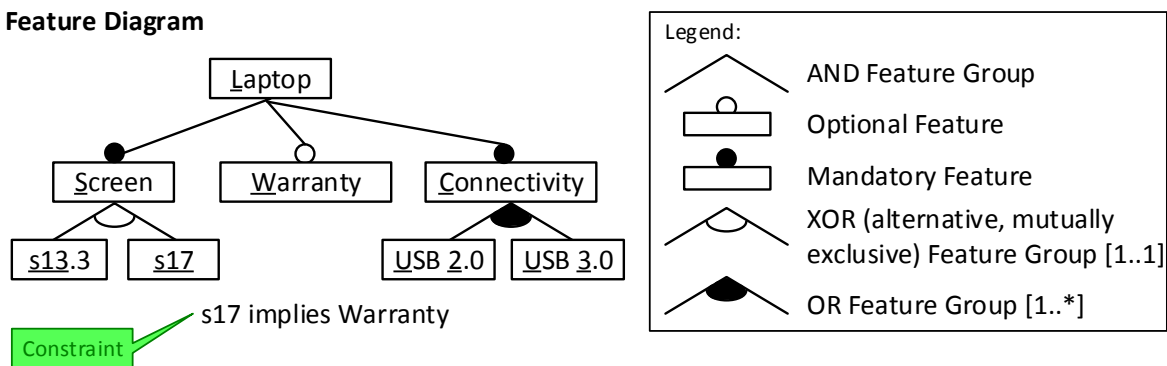 Feature Diagram
Laptop
Screen
Warranty
Connectivity
s13.3
s17
USB 2.0
USB 3.0
s17 implies Warranty
Constraint
Legend:
AND Feature Group
Optional Feature
Mandatory Feature
XOR (alternative, mutually
exclusive) Feature Group [1..1]
OR Feature Group [1..*]